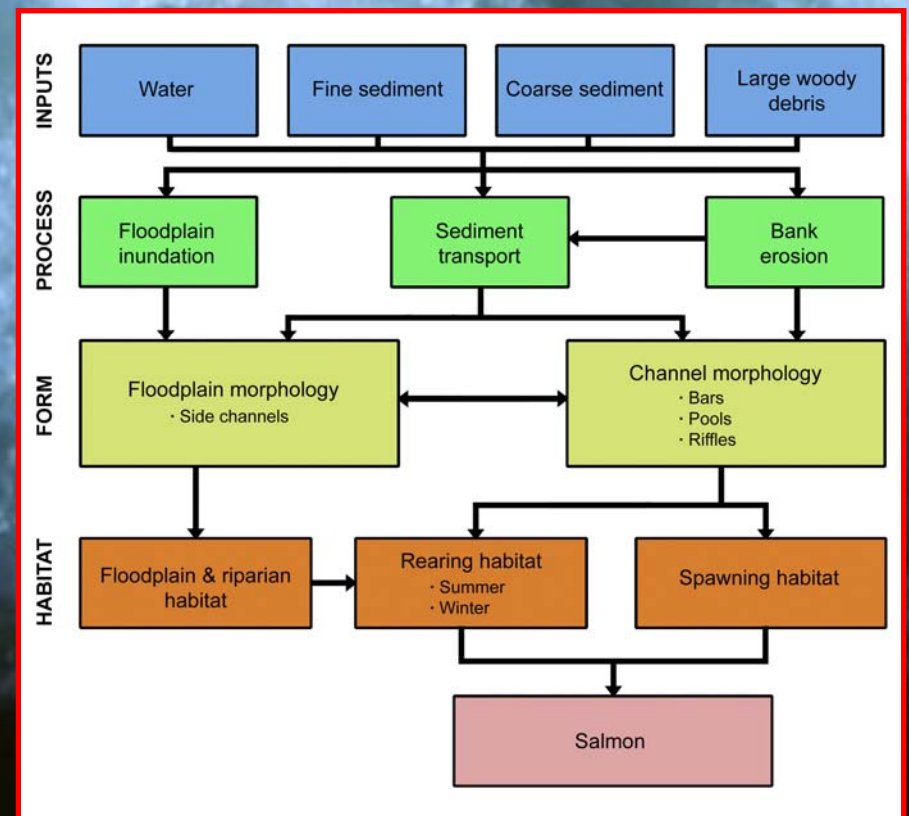 INPUTS
Water
Fine sediment
Coarse sediment
Large woody
debris
PROCESS
Floodplain
inundation
Sediment
transport
Bank
erosion
FORM
Floodplain morphology
· Side channels
Channel morphology
· Bars
· Pools
· Riffles
HABITAT
Floodplain & riparian
habitat
Rearing habitat
· Summer
· Winter
Spawning habitat
Salmon